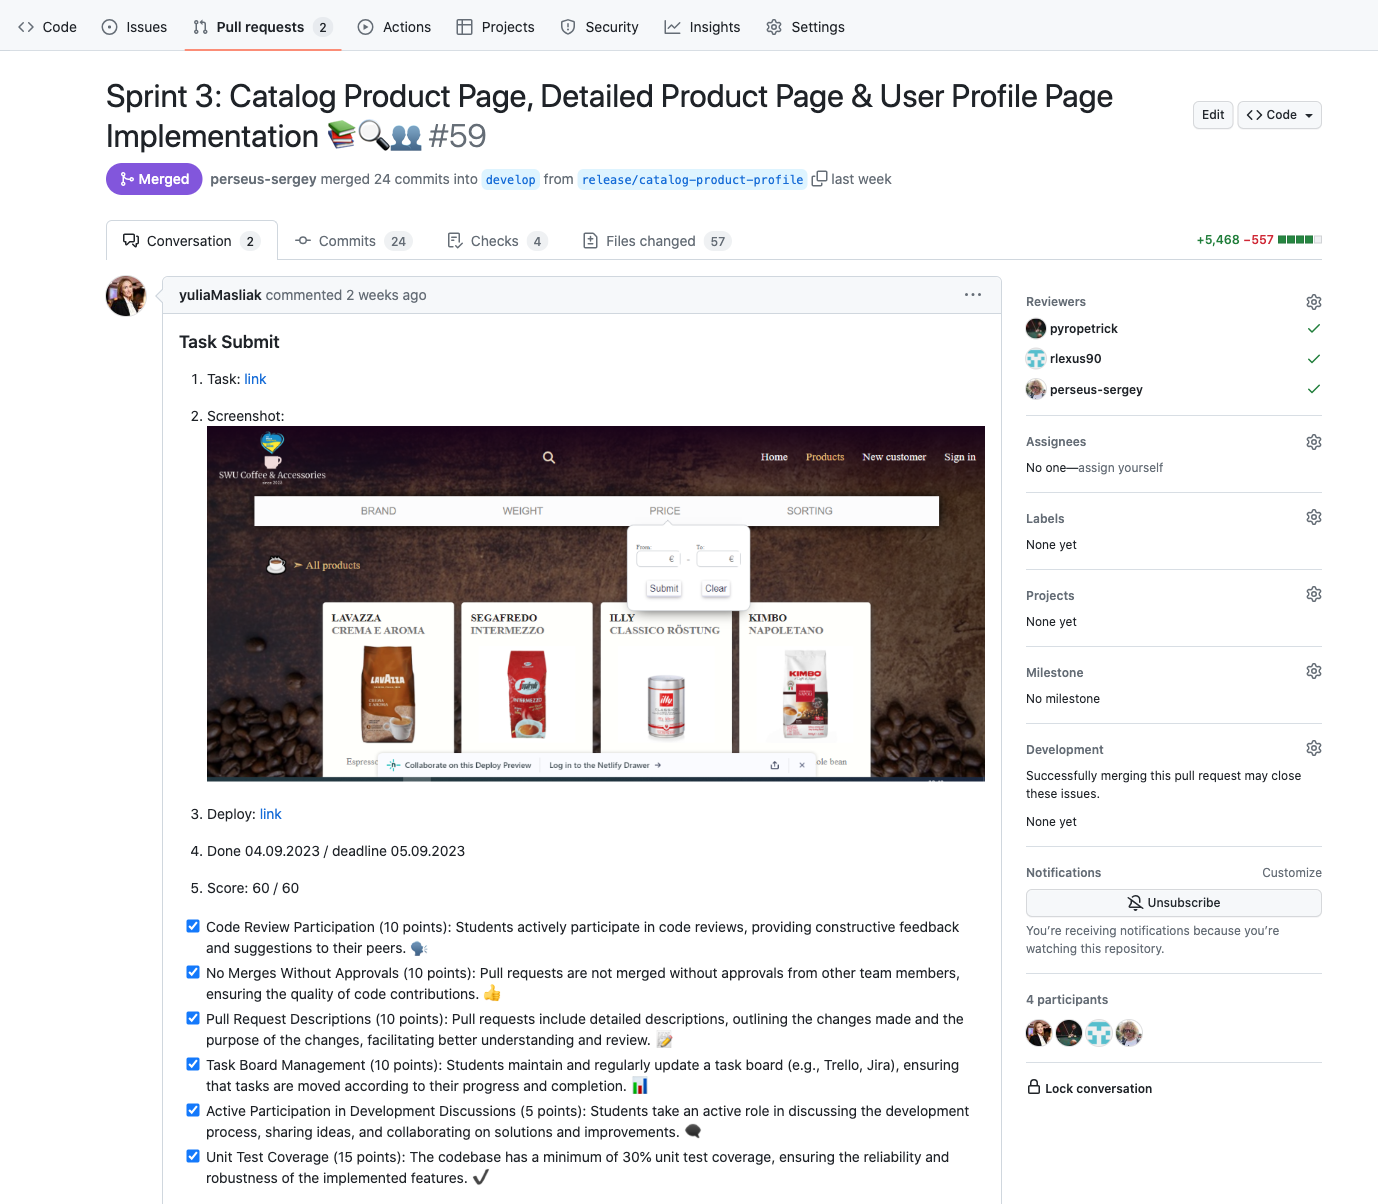 Code Issues Pull requests 2 Actions Projects Security Insights Settings
Sprint 3: Catalog Product Page, Detailed Product Page & User Profile Page
Implementation 📚🔍👥 #59
Edit <> Code
Merged perseus-sergey merged 24 commits into develop from release/catalog-product-profile last week
Conversation 2 Commits 24 Checks 4 Files changed 57
+5,468 −557
yuliaMasliak commented 2 weeks ago
Task Submit
1. Task: link
2. Screenshot:
SWU Coffee & Accessories
Home Products New customer Sign in
BRAND WEIGHT PRICE SORTING
From: To:
€ - €
Submit Clear
➣ All products
LAVAZZA
CREMA E AROMA
SEGAFREDO
INTERMEZZO
ILLY
CLASSICO RÖSTUNG
KIMBO
NAPOLETANO
LAVAZZA
illy
KIMBO
Espresso
ole bean
Collaborate on this Deploy Preview Log in to the Netlify Drawer →
3. Deploy: link
4. Done 04.09.2023 / deadline 05.09.2023
5. Score: 60 / 60
Code Review Participation (10 points): Students actively participate in code reviews, providing constructive feedback
and suggestions to their peers. 🗣️
No Merges Without Approvals (10 points): Pull requests are not merged without approvals from other team members,
ensuring the quality of code contributions. 👍
Pull Request Descriptions (10 points): Pull requests include detailed descriptions, outlining the changes made and the
purpose of the changes, facilitating better understanding and review. 📝
Task Board Management (10 points): Students maintain and regularly update a task board (e.g., Trello, Jira), ensuring
that tasks are moved according to their progress and completion. 📊
Active Participation in Development Discussions (5 points): Students take an active role in discussing the development
process, sharing ideas, and collaborating on solutions and improvements. 🗨️
Unit Test Coverage (15 points): The codebase has a minimum of 30% unit test coverage, ensuring the reliability and
robustness of the implemented features. ✔️
Reviewers
pyropetrick
rlexus90
perseus-sergey
Assignees
No one—assign yourself
Labels
None yet
Projects
None yet
Milestone
No milestone
Development
Successfully merging this pull request may close
these issues.
None yet
Notifications Customize
Unsubscribe
You're receiving notifications because you're
watching this repository.
4 participants
Lock conversation